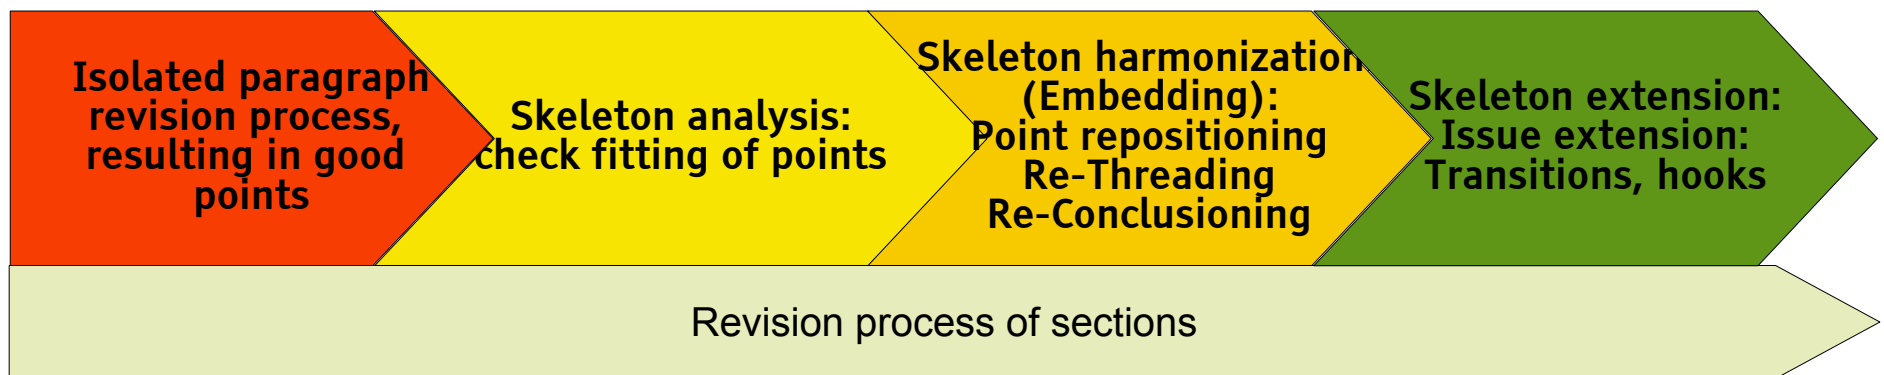 Isolated paragraph
revision process,
resulting in good
points
Skeleton analysis:
check fitting of points
Skeleton harmonization
(Embedding):
Point repositioning
Re-Threading
Re-Conclusioning
Skeleton extension:
Issue extension:
Transitions, hooks
Revision process of sections